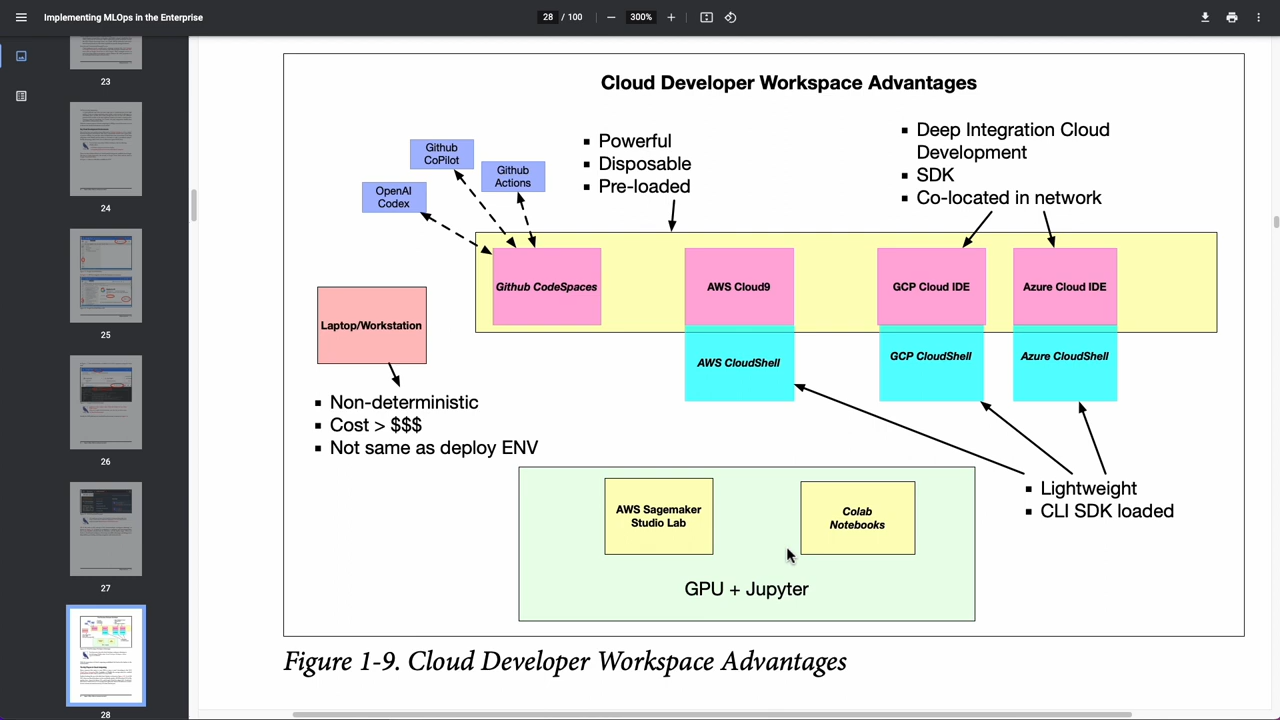 Implementing MLOps in the Enterprise
28 / 100
300%
23
24
25
26
27
28
Cloud Developer Workspace Advantages
Github
CoPilot
Github
Actions
OpenAI
Codex
▪ Powerful
▪ Disposable
▪ Pre-loaded
▪ Deep Integration Cloud
Development
▪ SDK
▪ Co-located in network
Github CodeSpaces
AWS Cloud9
GCP Cloud IDE
Azure Cloud IDE
Laptop/Workstation
AWS CloudShell
GCP CloudShell
Azure CloudShell
▪ Non-deterministic
▪ Cost > $$$
▪ Not same as deploy ENV
▪ Lightweight
▪ CLI SDK loaded
AWS Sagemaker
Studio Lab
Colab
Notebooks
GPU + Jupyter
Figure 1-9. Cloud Developer Workspace Advantages